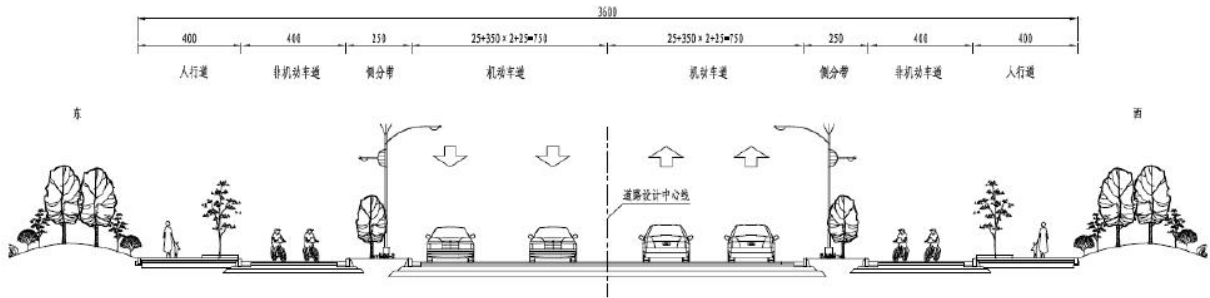 3600
400 400 250 25+350×2+25=750 25+350×2+25=750 250 400 400
人行道 非机动车道 侧分带 机动车道 机动车道 侧分带 非机动车道 人行道
东 西
道路设计中心线